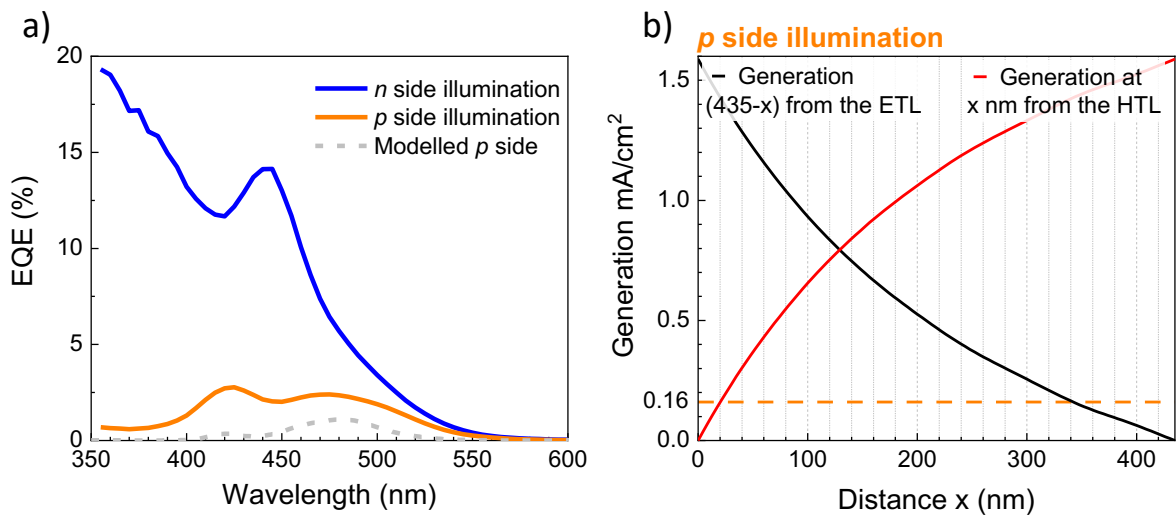 a)
EQE (%)
20
15
10
5
0
350
400
450
500
550
600
Wavelength (nm)
n side illumination
p side illumination
Modelled p side
b)
p side illumination
Generation mA/cm²
1.5
1.0
0.5
0.16
0.0
0
100
200
300
400
Distance x (nm)
Generation
(435-x) from the ETL
Generation at
x nm from the HTL